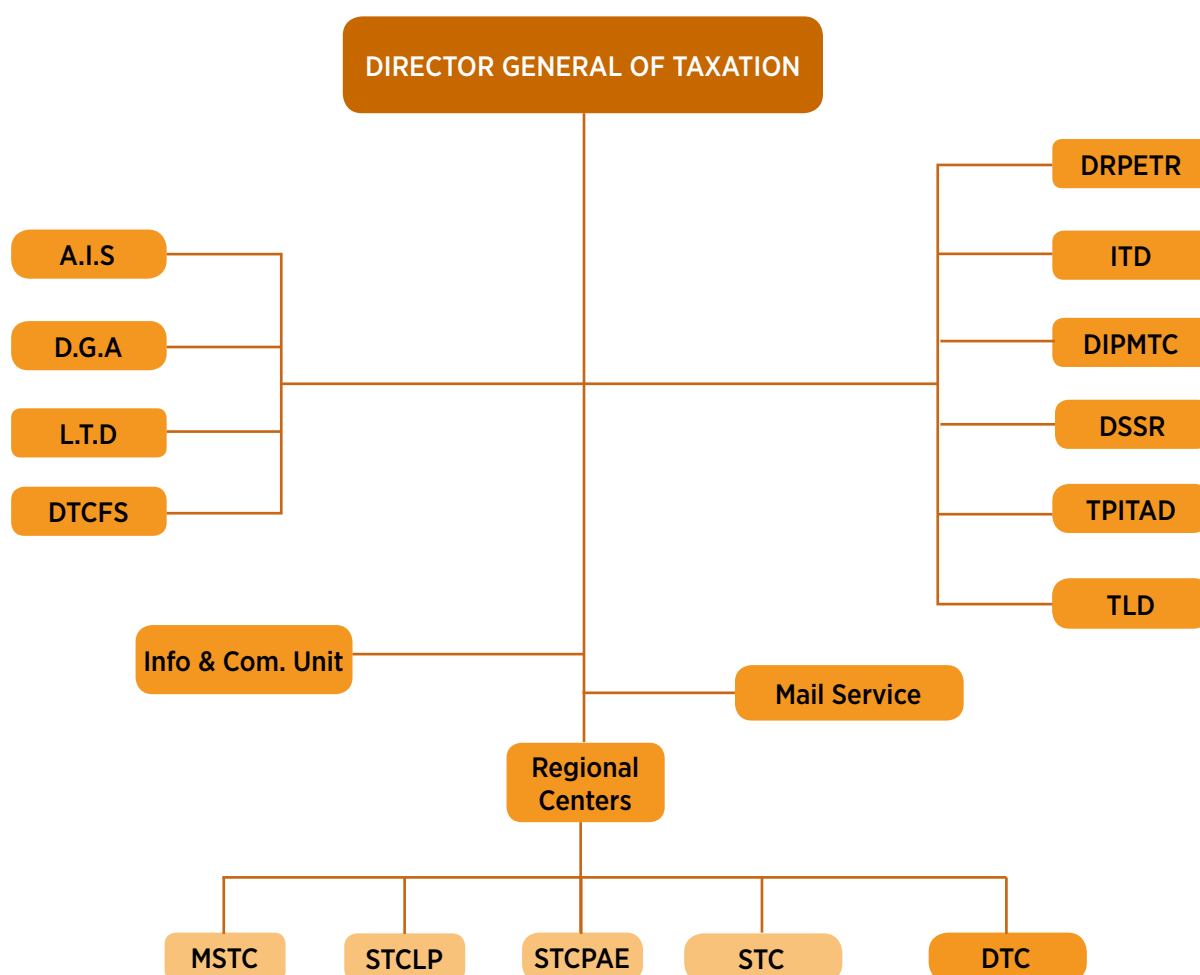 DIRECTOR GENERAL OF TAXATION
DRPETR
A.I.S
ITD
D.G.A
DIPMTC
L.T.D
DSSR
DTCFS
TPITAD
TLD
Info & Com. Unit
Mail Service
Regional
Centers
MSTC
STCLP
STCPAE
STC
DTC